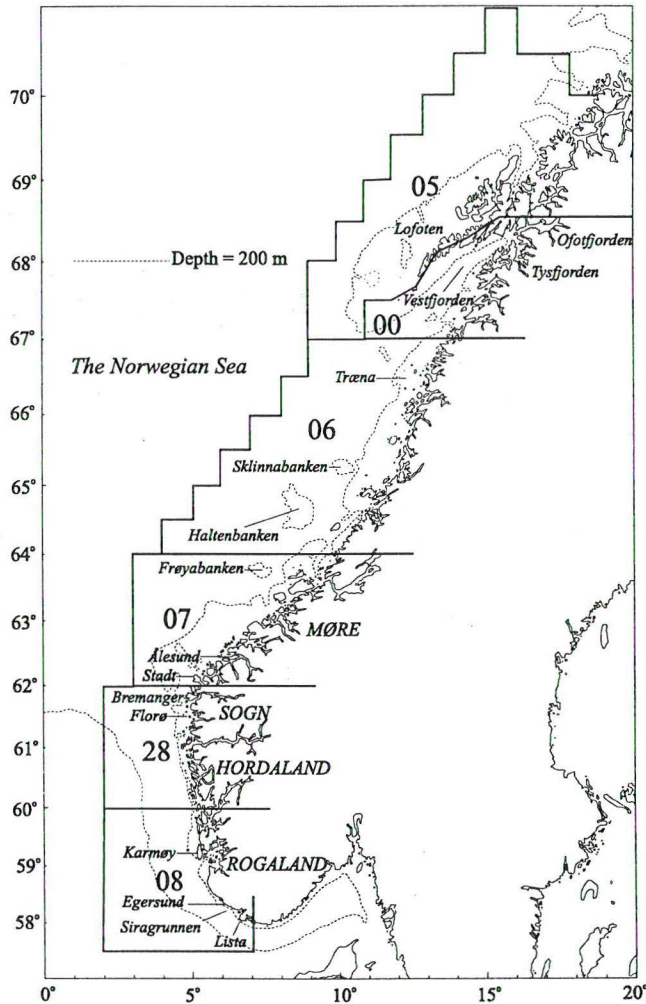 70°
69°
05
Lofoten
Depth = 200 m
Ofotfjorden
68°
Tysfjorden
Vestfjorden
00
67°
The Norwegian Sea
Træna
66°
06
Sklinnabanken
65°
Haltenbanken
64°
Frøyabanken
63°
07
MØRE
Ålesund
Stadt
62°
Bremanger
SOGN
Florø
28
61°
HORDALAND
60°
Karmøy
ROGALAND
59°
08
Egersund
Siragrunnen
58°
Lista
0° 5° 10° 15° 20°